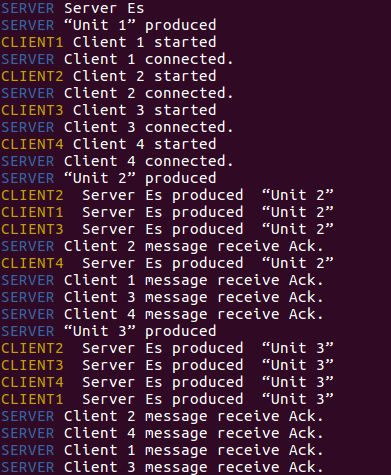 SERVER Server Es
SERVER “Unit 1” produced
CLIENT1 Client 1 started
SERVER Client 1 connected.
CLIENT2 Client 2 started
SERVER Client 2 connected.
CLIENT3 Client 3 started
SERVER Client 3 connected.
CLIENT4 Client 4 started
SERVER Client 4 connected.
SERVER “Unit 2” produced
CLIENT2  Server Es produced  “Unit 2”
CLIENT1  Server Es produced  “Unit 2”
CLIENT3  Server Es produced  “Unit 2”
SERVER Client 2 message receive Ack.
CLIENT4  Server Es produced  “Unit 2”
SERVER Client 1 message receive Ack.
SERVER Client 3 message receive Ack.
SERVER Client 4 message receive Ack.
SERVER “Unit 3” produced
CLIENT2  Server Es produced  “Unit 3”
CLIENT3  Server Es produced  “Unit 3”
CLIENT4  Server Es produced  “Unit 3”
CLIENT1  Server Es produced  “Unit 3”
SERVER Client 2 message receive Ack.
SERVER Client 4 message receive Ack.
SERVER Client 1 message receive Ack.
SERVER Client 3 message receive Ack.